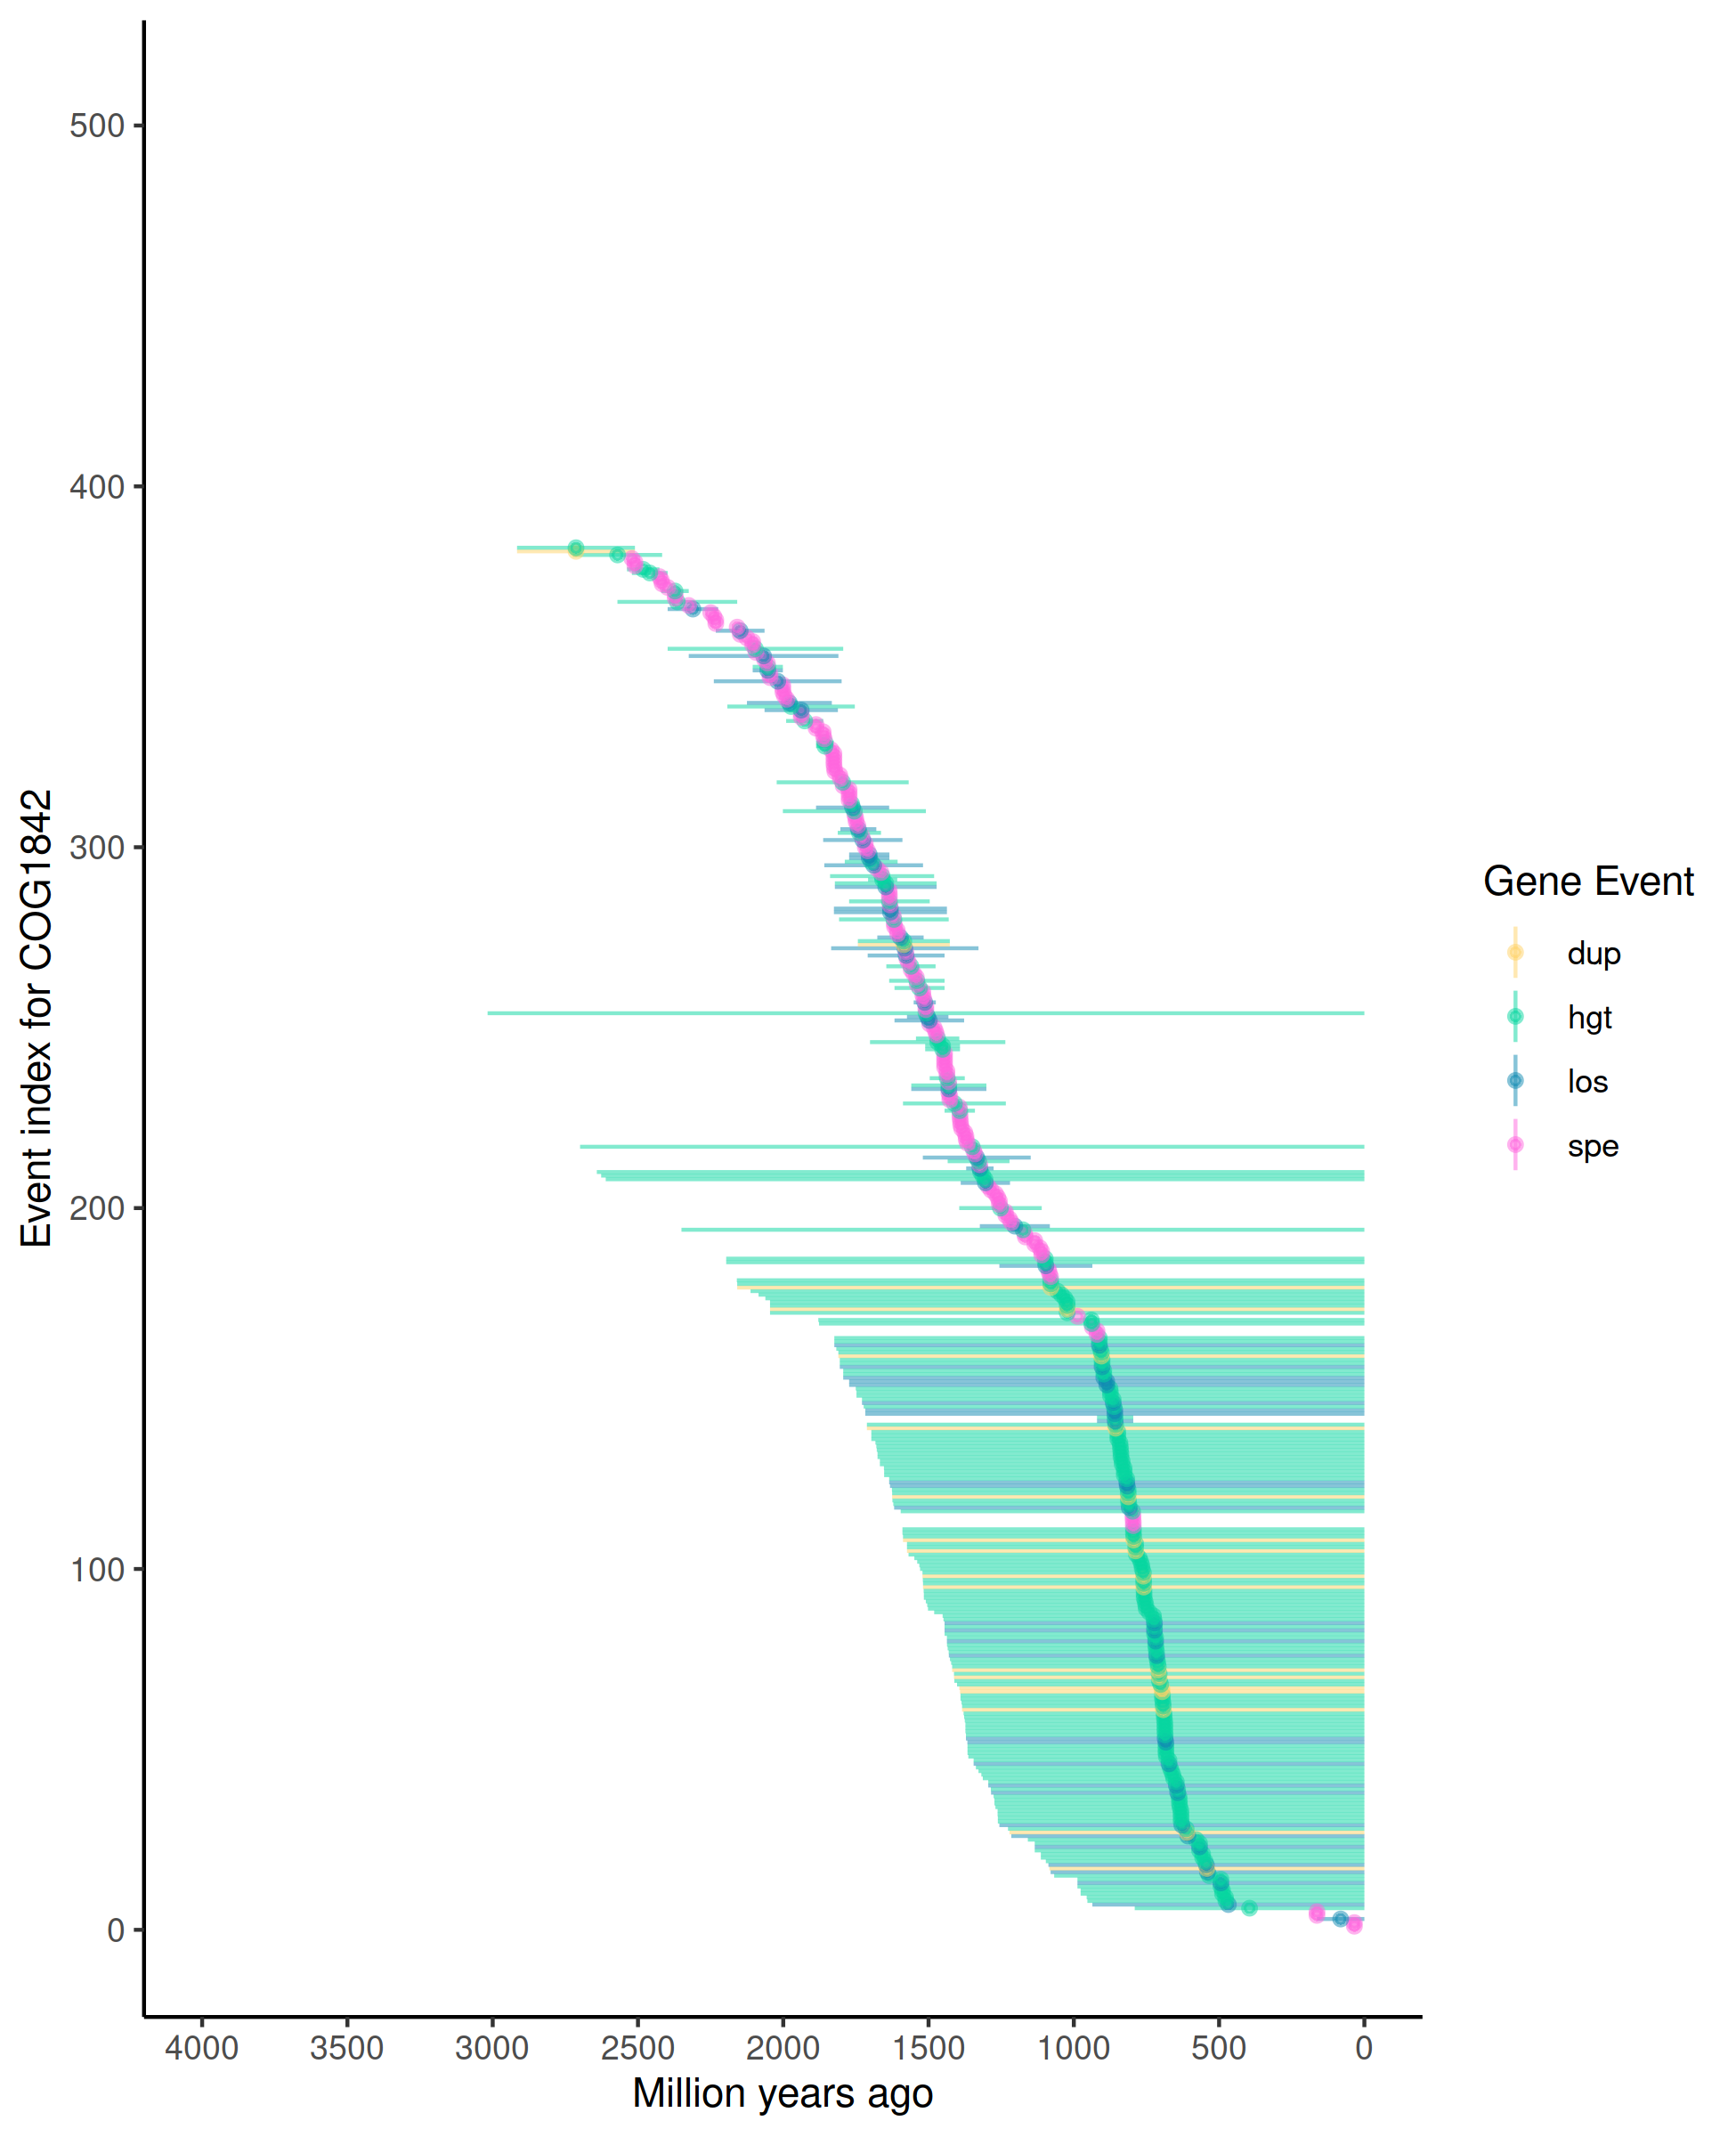 500
400
300
200
100
0
Event index for COG1842
4000 3500 3000 2500 2000 1500 1000 500 0
Million years ago
Gene Event
dup
hgt
los
spe